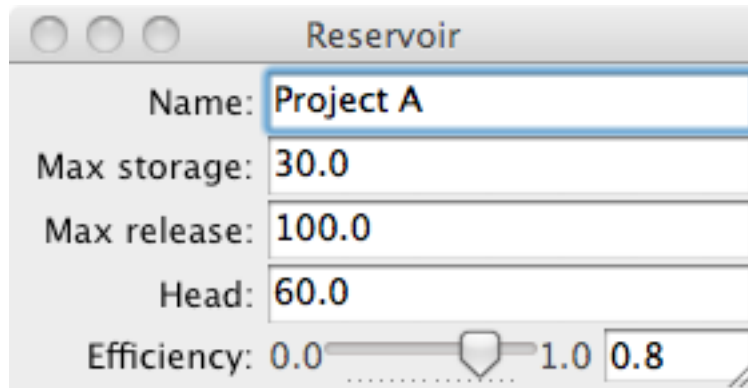 Reservoir
Name: Project A
Max storage: 30.0
Max release: 100.0
Head: 60.0
Efficiency: 0.0 1.0 0.8